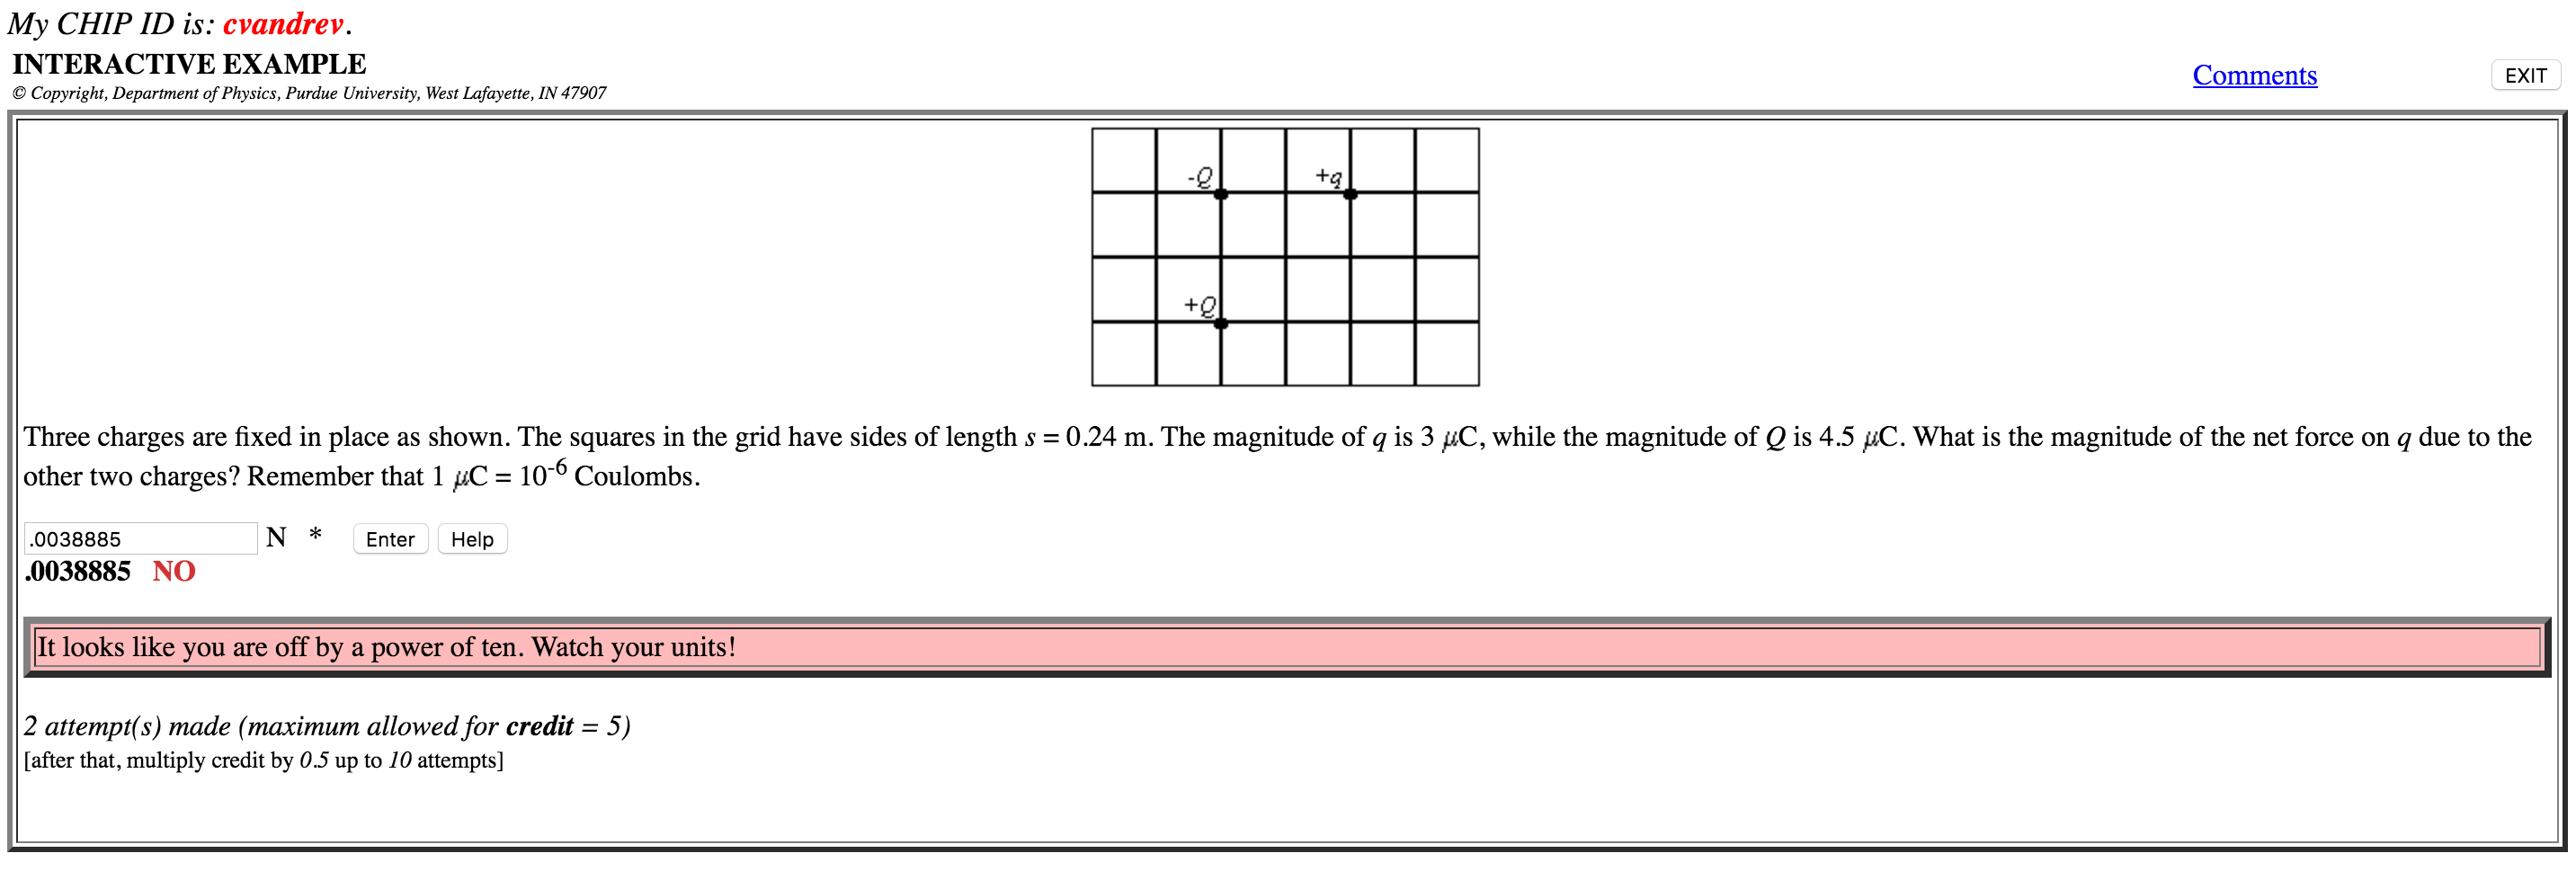 My CHIP ID is: cvandrev.
INTERACTIVE EXAMPLE
© Copyright, Department of Physics, Purdue University, West Lafayette, IN 47907
Comments
EXIT
-Q
+q
+Q
Three charges are fixed in place as shown. The squares in the grid have sides of length s = 0.24 m. The magnitude of q is 3 μC, while the magnitude of Q is 4.5 μC. What is the magnitude of the net force on q due to the
other two charges? Remember that 1 μC = 10⁻⁶ Coulombs.
.0038885 N * Enter Help
.0038885 NO
It looks like you are off by a power of ten. Watch your units!
2 attempt(s) made (maximum allowed for credit = 5)
[after that, multiply credit by 0.5 up to 10 attempts]